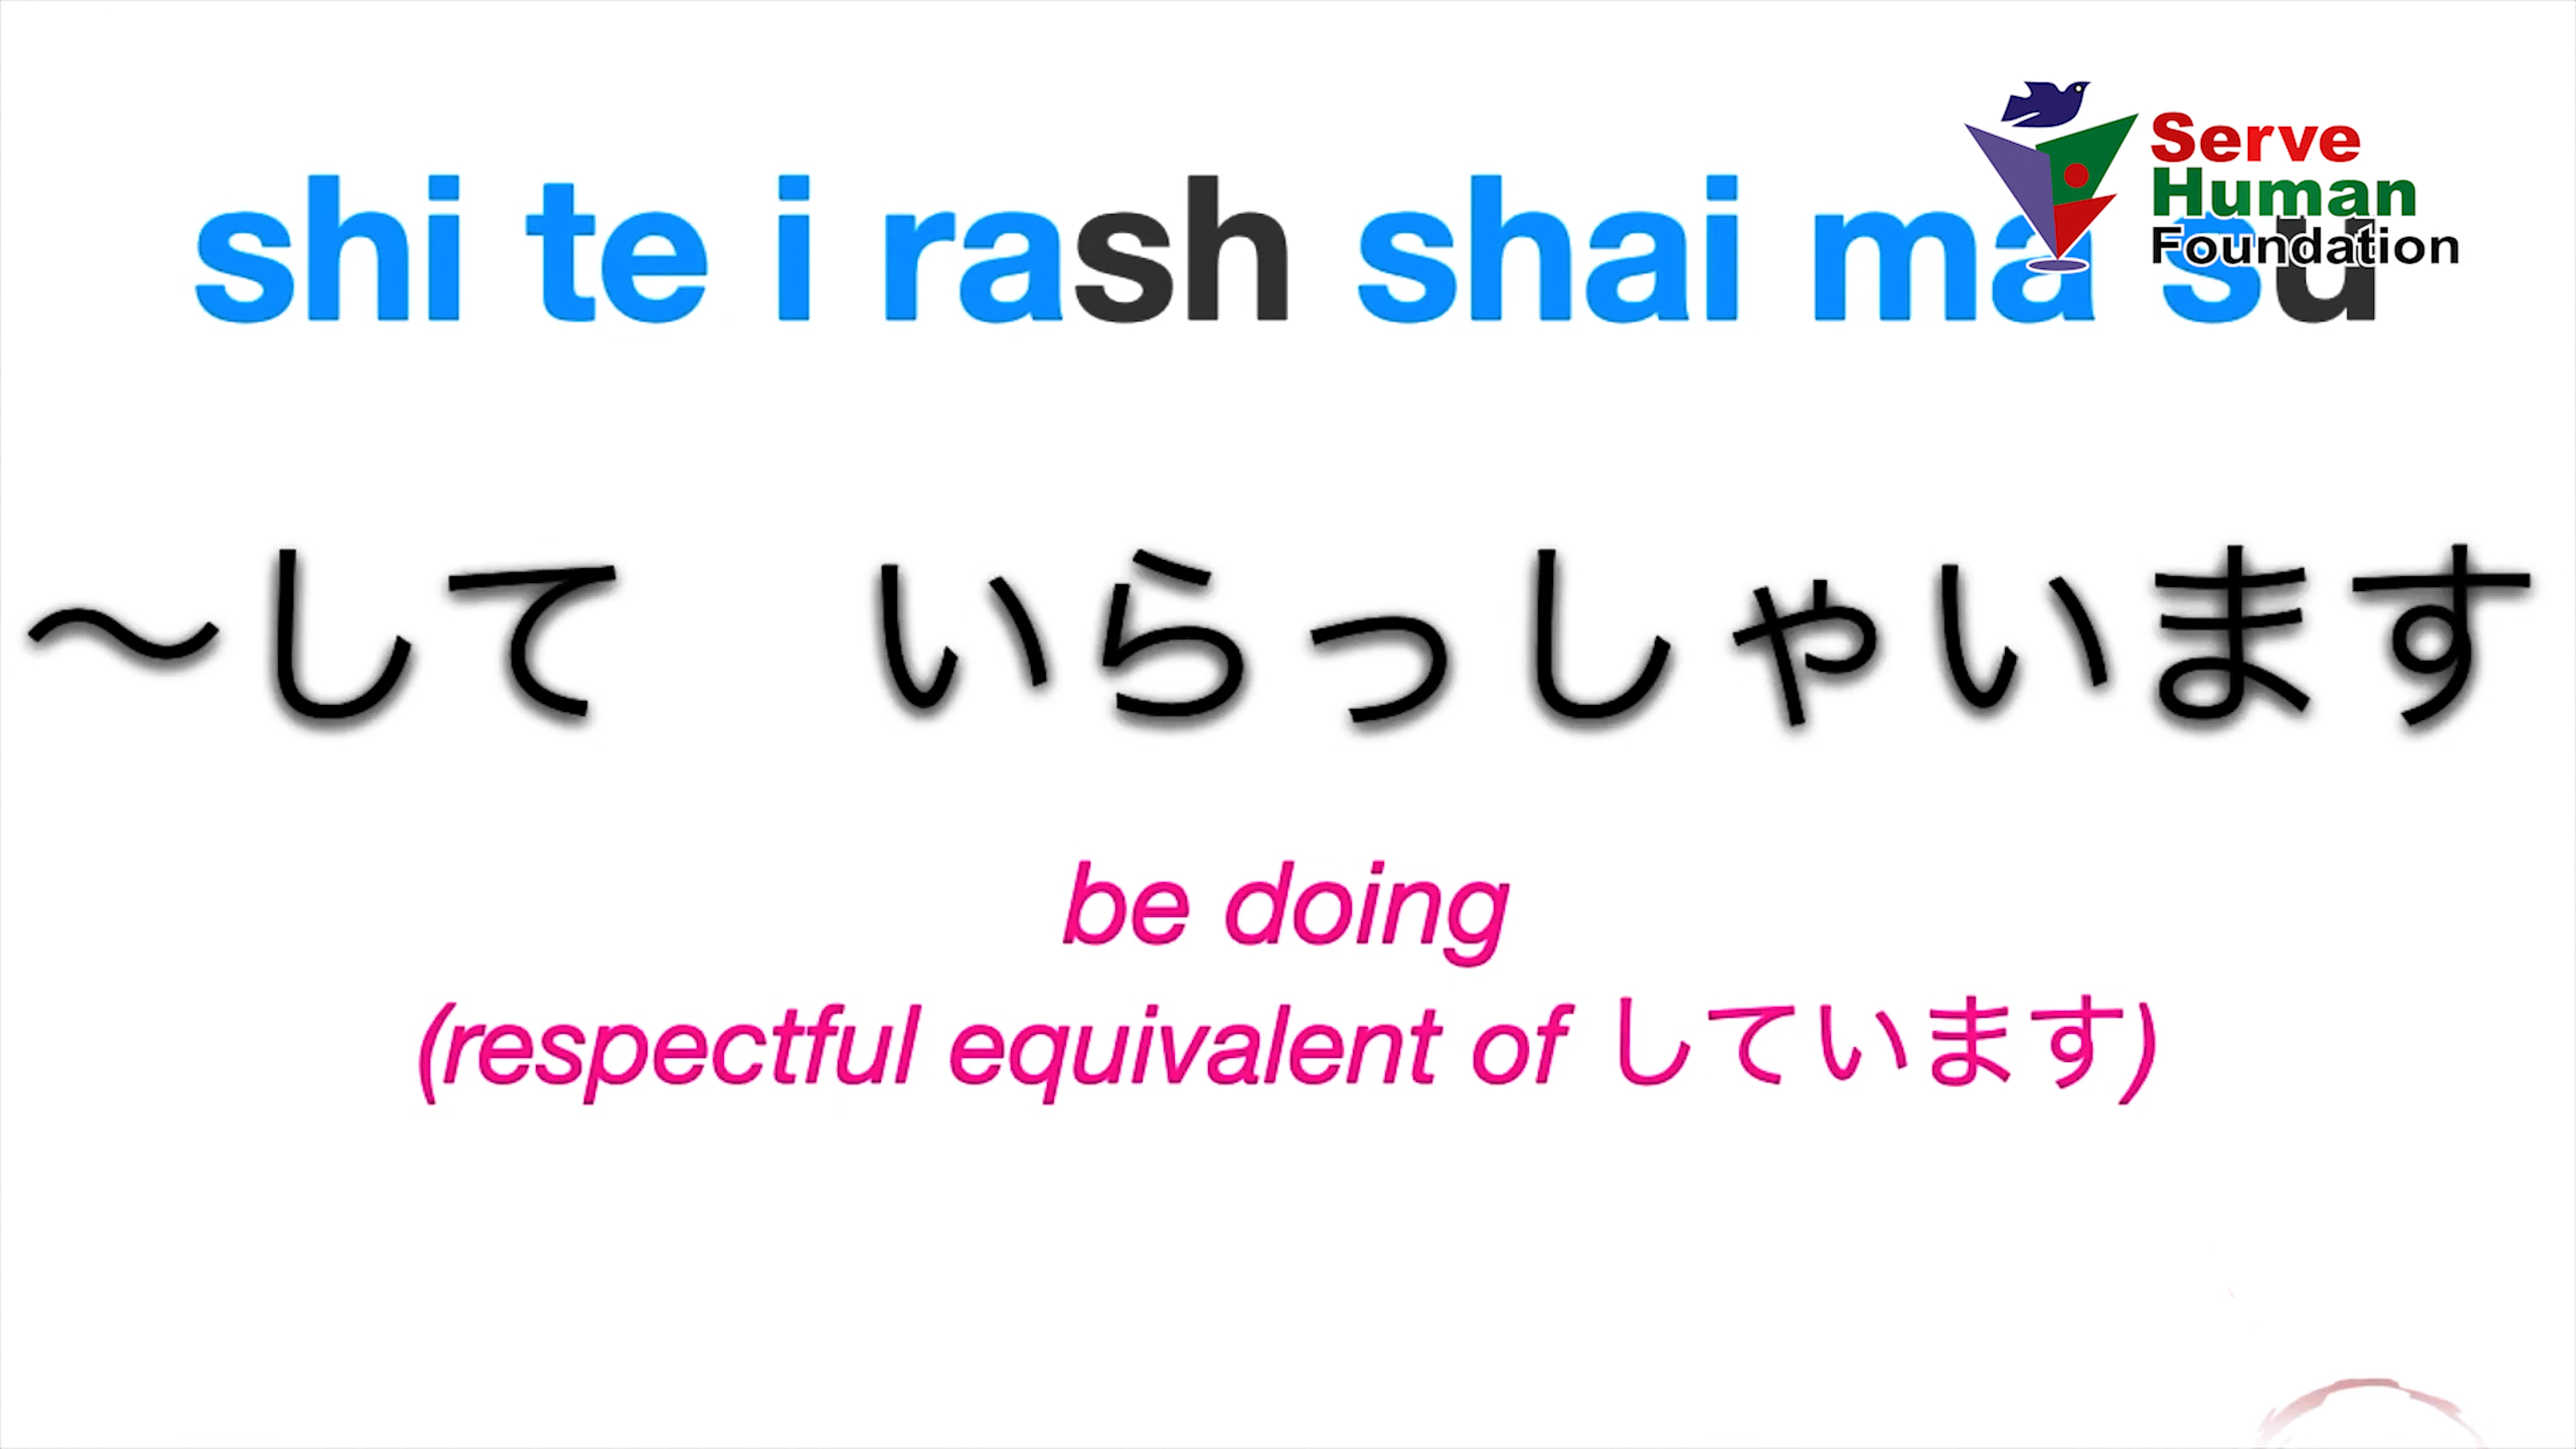 shi te i rash shai ma su
Serve
Human
Foundation
～して　いらっしゃいます
be doing
(respectful equivalent of しています)